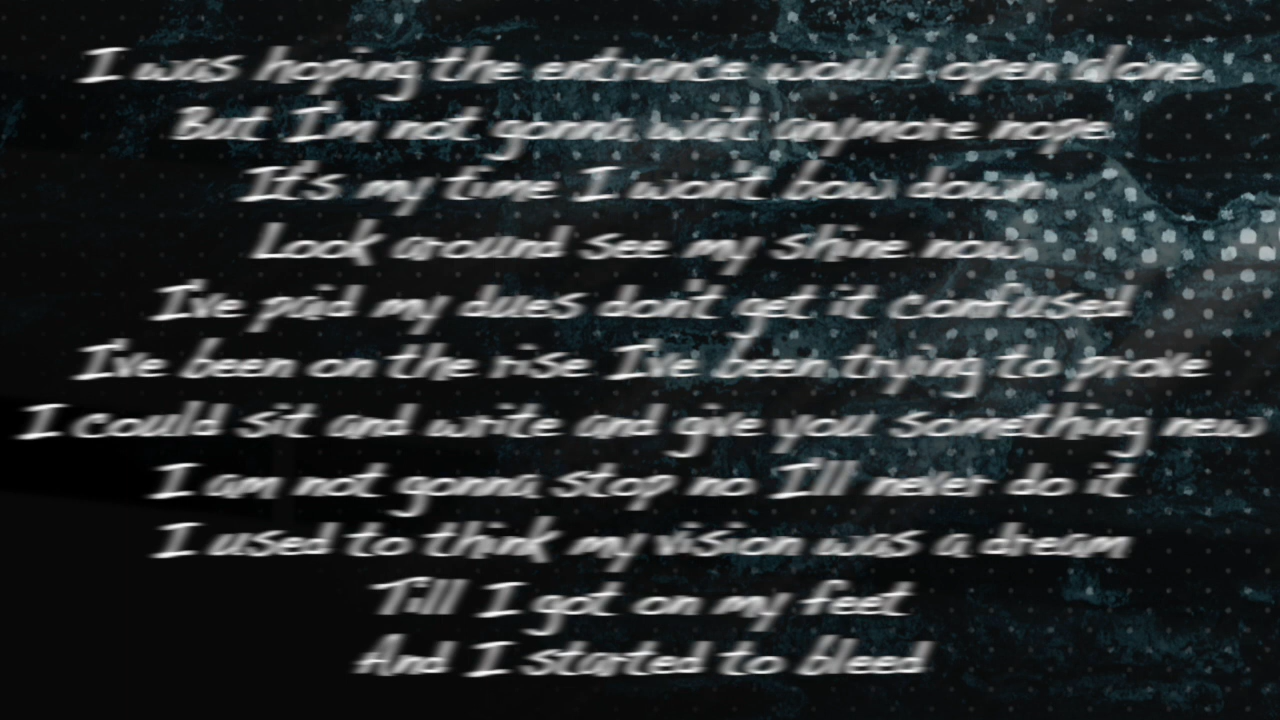 I was hoping the entrance would open alone
But I'm not gonna wait anymore nope
It's my time I won't bow down
Look around see my shine now
I've paid my dues don't get it confused
I've been on the rise I've been trying to prove
I could sit and write and give you something new
I am not gonna stop no I'll never do it
I used to think my vision was a dream
Till I got on my feet
And I started to bleed